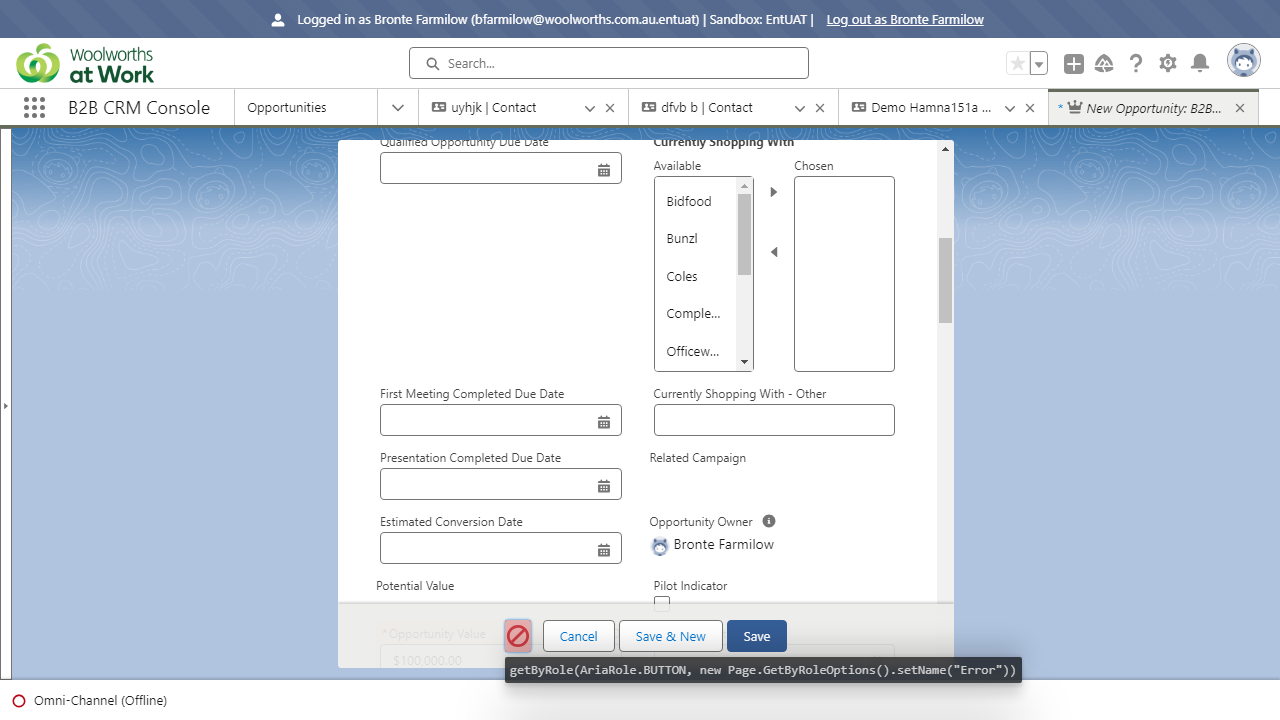 Logged in as Bronte Farmilow (bfarmilow@woolworths.com.au.entuat) | Sandbox: EntUAT | Log out as Bronte Farmilow
Woolworths
at Work
Search...
B2B CRM Console
Opportunities
uyhjk | Contact
dfvb b | Contact
Demo Hamna151a ...
* New Opportunity: B2B...
Qualified Opportunity Due Date
Currently Shopping With
Available
Chosen
Bidfood
Bunzl
Coles
Comple...
Officew...
First Meeting Completed Due Date
Currently Shopping With - Other
Presentation Completed Due Date
Related Campaign
Estimated Conversion Date
Opportunity Owner
Bronte Farmilow
Potential Value
Pilot Indicator
*Opportunity Value
$100,000.00
Cancel
Save & New
Save
getByRole(AriaRole.BUTTON, new Page.GetByRoleOptions().setName("Error"))
Omni-Channel (Offline)